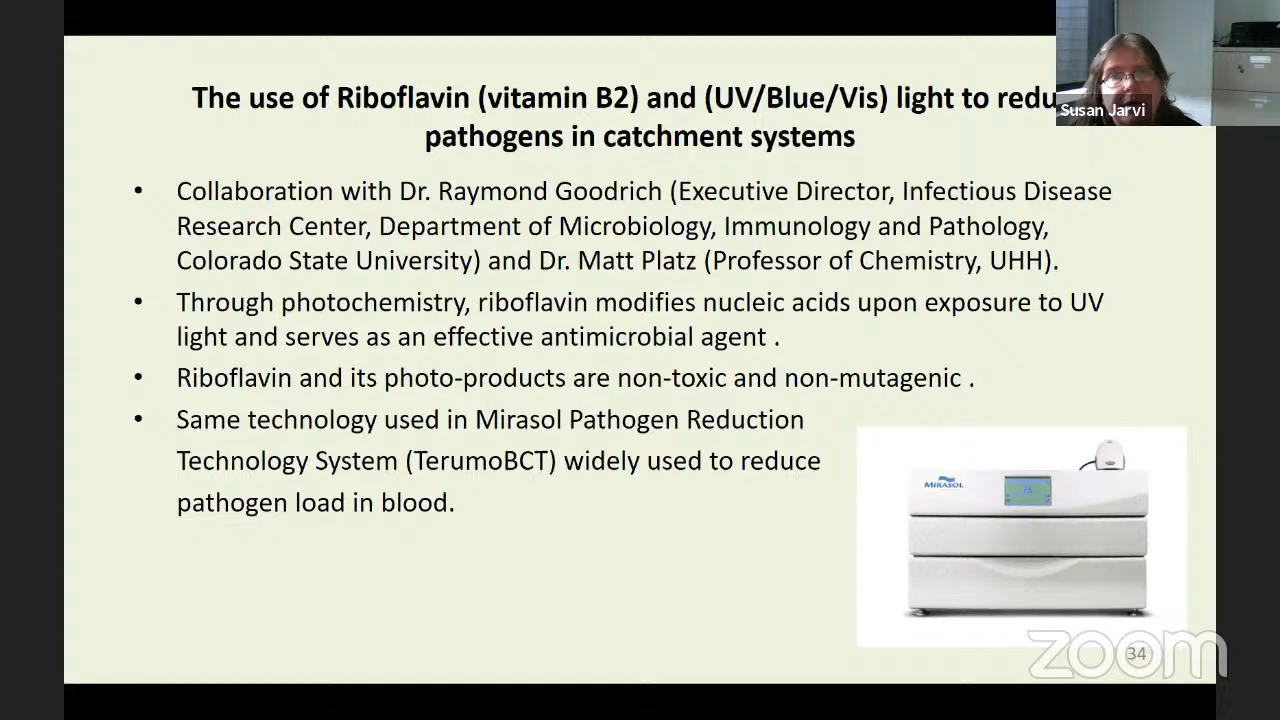 The use of Riboflavin (vitamin B2) and (UV/Blue/Vis) light to redu
pathogens in catchment systems
Susan Jarvi
• Collaboration with Dr. Raymond Goodrich (Executive Director, Infectious Disease
Research Center, Department of Microbiology, Immunology and Pathology,
Colorado State University) and Dr. Matt Platz (Professor of Chemistry, UHH).
• Through photochemistry, riboflavin modifies nucleic acids upon exposure to UV
light and serves as an effective antimicrobial agent .
• Riboflavin and its photo-products are non-toxic and non-mutagenic .
• Same technology used in Mirasol Pathogen Reduction
Technology System (TerumoBCT) widely used to reduce
pathogen load in blood.
MIRASOL
zoom
34